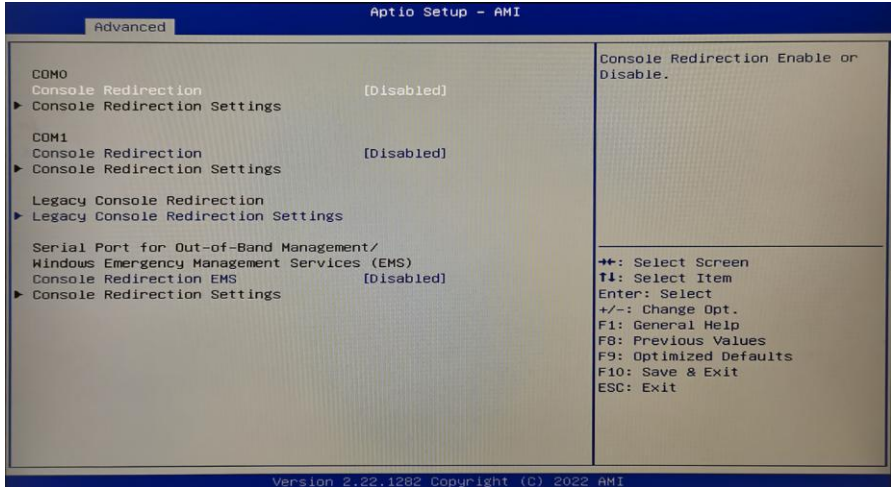 Aptio Setup – AMI
Advanced
COM0
Console Redirection [Disabled]
▶ Console Redirection Settings
COM1
Console Redirection [Disabled]
▶ Console Redirection Settings
Legacy Console Redirection
▶ Legacy Console Redirection Settings
Serial Port for Out-of-Band Management/
Windows Emergency Management Services (EMS)
Console Redirection EMS [Disabled]
▶ Console Redirection Settings
Console Redirection Enable or
Disable.
→←: Select Screen
↑↓: Select Item
Enter: Select
+/-: Change Opt.
F1: General Help
F8: Previous Values
F9: Optimized Defaults
F10: Save & Exit
ESC: Exit
Version 2.22.1282 Copyright (C) 2022 AMI